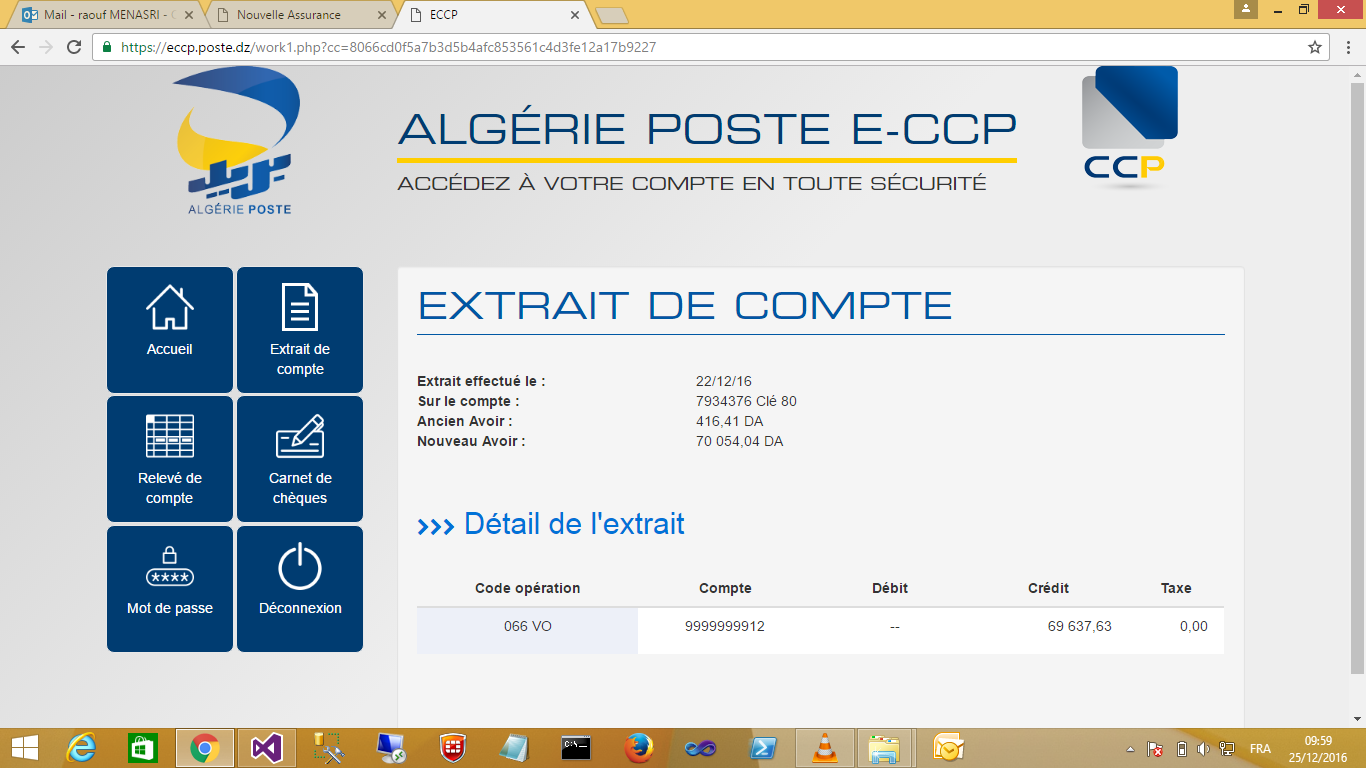 Mail - raouf MENASRI - O
Nouvelle Assurance
ECCP
https://eccp.poste.dz/work1.php?cc=8066cd0f5a7b3d5b4afc853561c4d3fe12a17b9227
ALGÉRIE POSTE
ALGÉRIE POSTE E-CCP
ACCÉDEZ À VOTRE COMPTE EN TOUTE SÉCURITÉ
CCP
Accueil
Extrait de
compte
Relevé de
compte
Carnet de
chèques
****
Mot de passe
Déconnexion
EXTRAIT DE COMPTE
Extrait effectué le : 22/12/16
Sur le compte : 7934376 Clé 80
Ancien Avoir : 416,41 DA
Nouveau Avoir : 70 054,04 DA
>>> Détail de l'extrait
Code opération Compte Débit Crédit Taxe
066 VO 9999999912 -- 69 637,63 0,00
FRA
09:59
25/12/2016